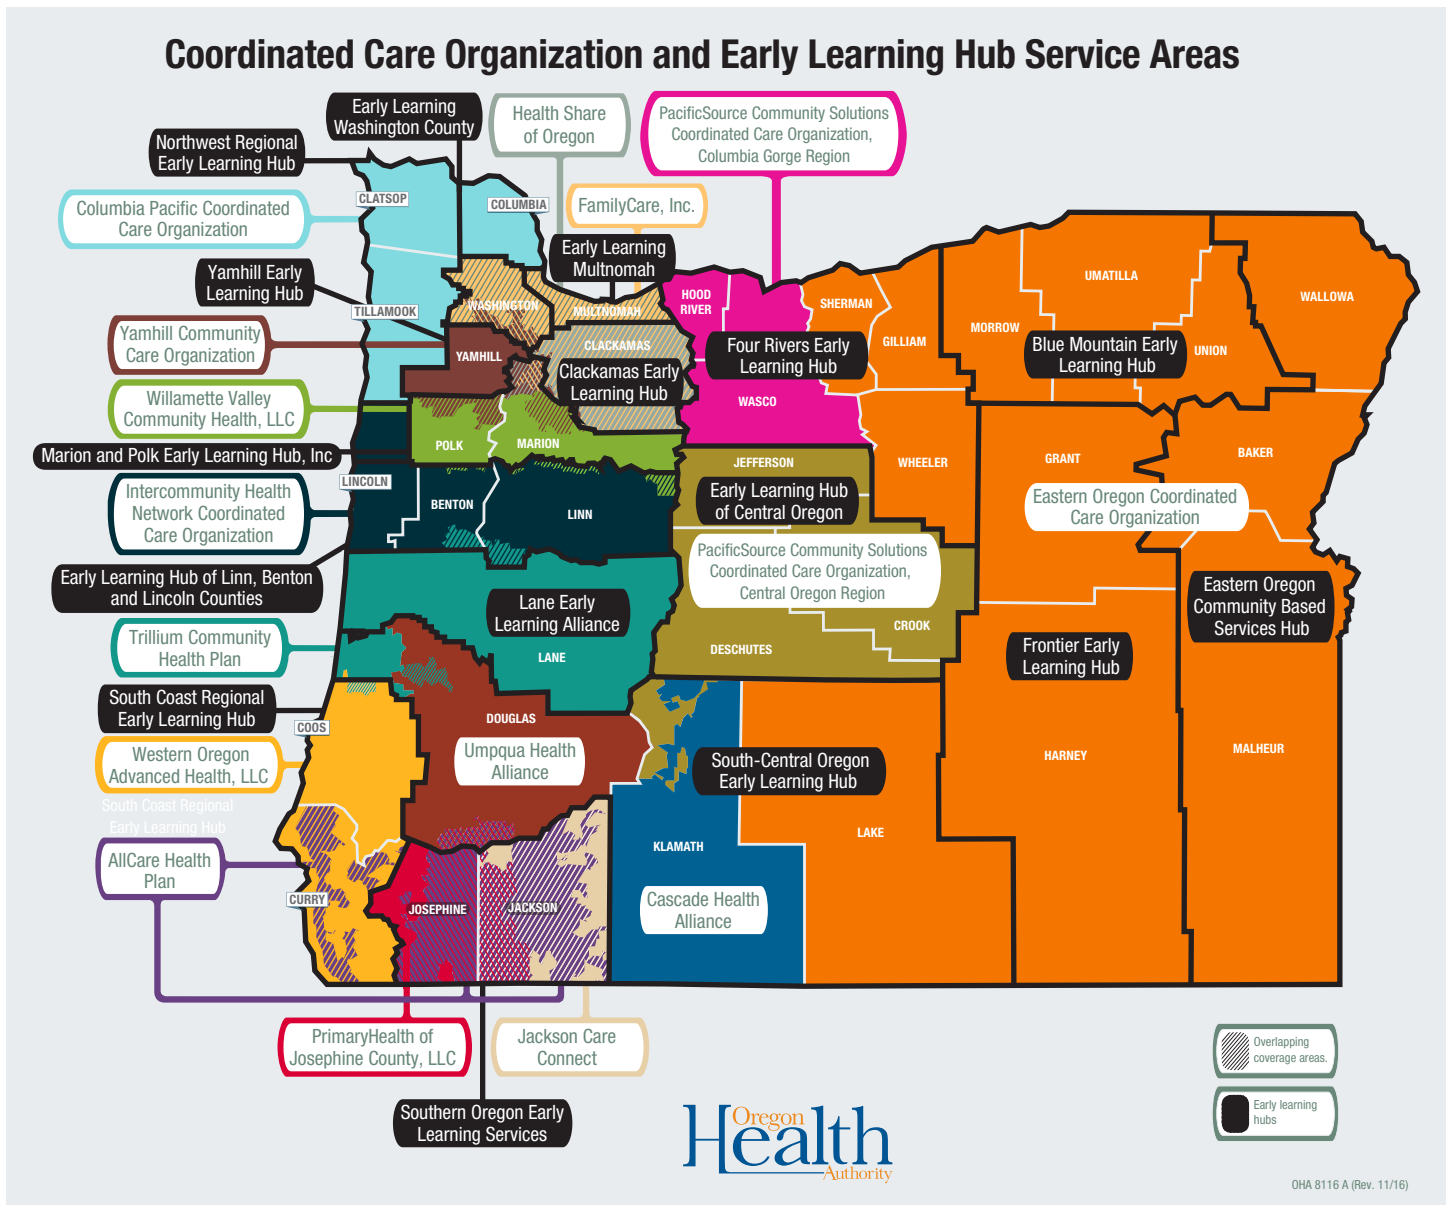 Coordinated Care Organization and Early Learning Hub Service Areas
Early Learning
Washington County
Health Share
of Oregon
PacificSource Community Solutions
Coordinated Care Organization,
Columbia Gorge Region
Northwest Regional
Early Learning Hub
CLATSOP
COLUMBIA
FamilyCare, Inc.
Columbia Pacific Coordinated
Care Organization
Early Learning
Multnomah
Yamhill Early
Learning Hub
TILLAMOOK
WASHINGTON
MULTNOMAH
HOOD
RIVER
SHERMAN
GILLIAM
MORROW
UMATILLA
UNION
WALLOWA
Yamhill Community
Care Organization
YAMHILL
CLACKAMAS
Clackamas Early
Learning Hub
Four Rivers Early
Learning Hub
Blue Mountain Early
Learning Hub
WASCO
Willamette Valley
Community Health, LLC
POLK
MARION
Marion and Polk Early Learning Hub, Inc
JEFFERSON
WHEELER
GRANT
BAKER
LINCOLN
BENTON
LINN
Intercommunity Health
Network Coordinated
Care Organization
Early Learning Hub
of Central Oregon
Eastern Oregon Coordinated
Care Organization
PacificSource Community Solutions
Coordinated Care Organization,
Central Oregon Region
Early Learning Hub of Linn, Benton
and Lincoln Counties
Lane Early
Learning Alliance
Eastern Oregon
Community Based
Services Hub
CROOK
DESCHUTES
LANE
Frontier Early
Learning Hub
Trillium Community
Health Plan
South Coast Regional
Early Learning Hub
COOS
DOUGLAS
Umpqua Health
Alliance
South-Central Oregon
Early Learning Hub
HARNEY
MALHEUR
Western Oregon
Advanced Health, LLC
South Coast Regional
Early Learning Hub
LAKE
KLAMATH
AllCare Health
Plan
CURRY
JOSEPHINE
JACKSON
Cascade Health
Alliance
PrimaryHealth of
Josephine County, LLC
Jackson Care
Connect
Southern Oregon Early
Learning Services
Overlapping
coverage areas.
Early learning
hubs
Oregon
Health
Authority
OHA 8116 A (Rev. 11/16)